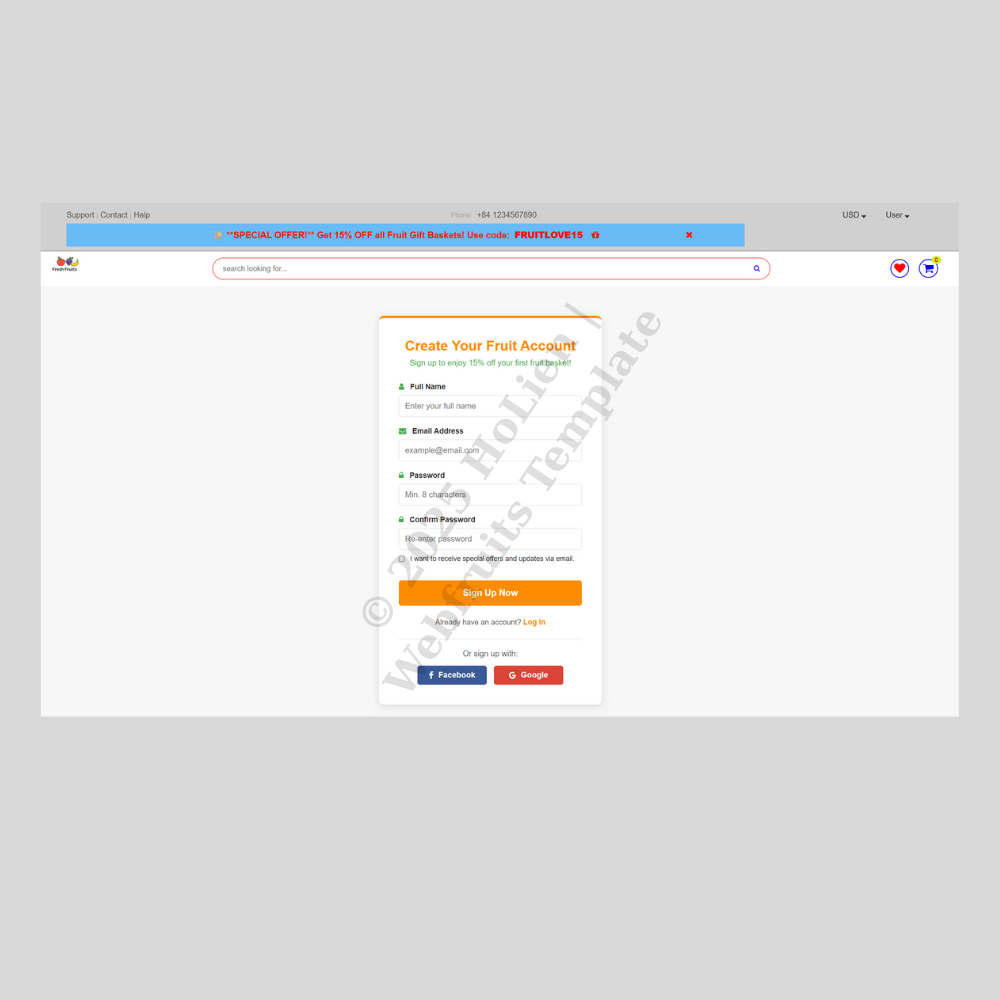 Support | Contact | Help
Phone: +84 1234567890
USD
User
**SPECIAL OFFER!** Get 15% OFF all Fruit Gift Baskets! Use code: FRUITLOVE15
Fresh Fruits
search looking for...
0
Create Your Fruit Account
Sign up to enjoy 15% off your first fruit basket!
Full Name
Enter your full name
Email Address
example@email.com
Password
Min. 8 characters
Confirm Password
Re-enter password
I want to receive special offers and updates via email.
Sign Up Now
Already have an account? Log In
Or sign up with:
f Facebook
G Google
© 2025 HoLien |
Webfruits Template